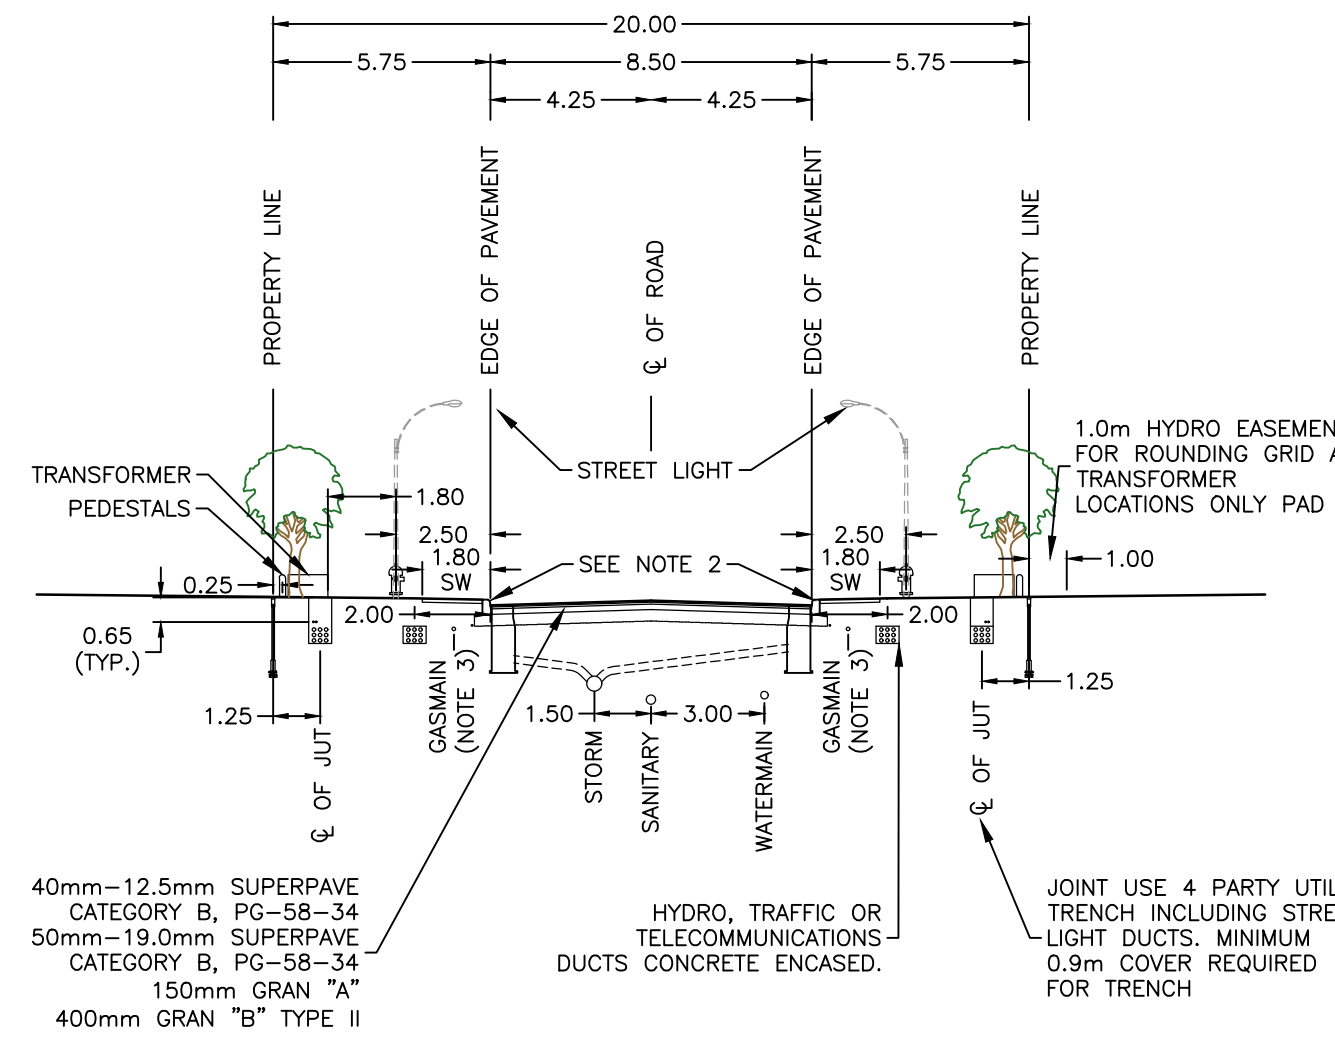 20.00
5.75
8.50
5.75
4.25
4.25
PROPERTY LINE
EDGE OF PAVEMENT
℄ OF ROAD
EDGE OF PAVEMENT
PROPERTY LINE
1.0m HYDRO EASEMEN
FOR ROUNDING GRID A
TRANSFORMER
LOCATIONS ONLY PAD
TRANSFORMER
PEDESTALS
STREET LIGHT
1.80
2.50
1.80
SW
SEE NOTE 2
2.50
1.80
SW
1.00
0.25
2.00
2.00
0.65
(TYP.)
1.25
1.25
GASMAIN
(NOTE 3)
1.50
3.00
STORM
SANITARY
WATERMAIN
GASMAIN
(NOTE 3)
℄ OF JUT
℄ OF JUT
40mm–12.5mm SUPERPAVE
CATEGORY B, PG–58–34
50mm–19.0mm SUPERPAVE
CATEGORY B, PG–58–34
150mm GRAN "A"
400mm GRAN "B" TYPE II
HYDRO, TRAFFIC OR
TELECOMMUNICATIONS
DUCTS CONCRETE ENCASED.
JOINT USE 4 PARTY UTIL
TRENCH INCLUDING STRE
LIGHT DUCTS. MINIMUM
0.9m COVER REQUIRED
FOR TRENCH